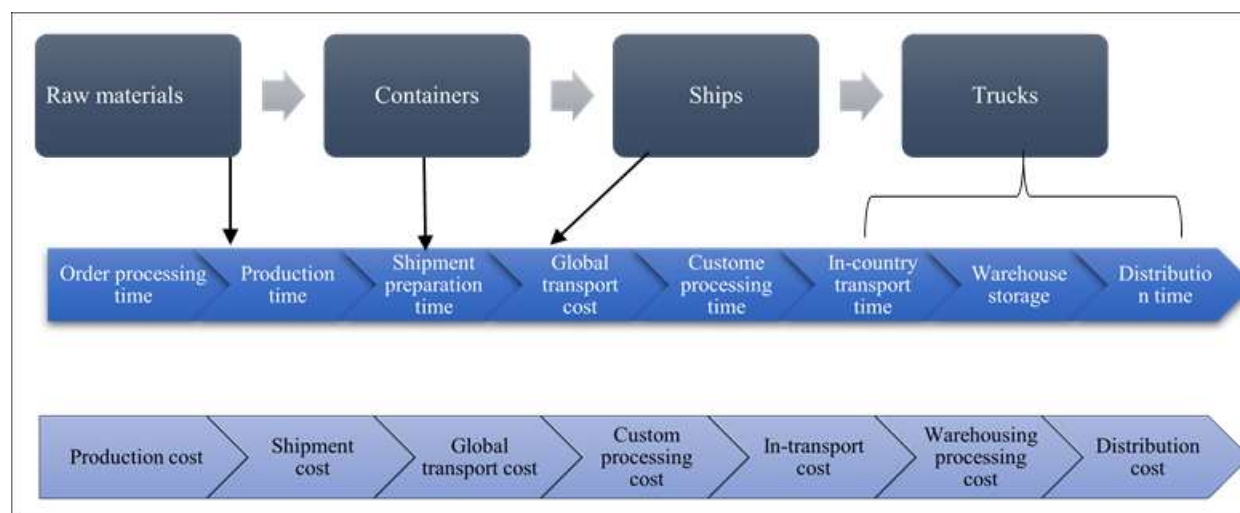 Raw materials
Containers
Ships
Trucks
Order processing
time
Production
time
Shipment
preparation
time
Global
transport
cost
Custome
processing
time
In-country
transport
time
Warehouse
storage
Distributio
n time
Production cost
Shipment
cost
Global
transport cost
Custom
processing cost
In-transport
cost
Warehousing
processing
cost
Distribution
cost